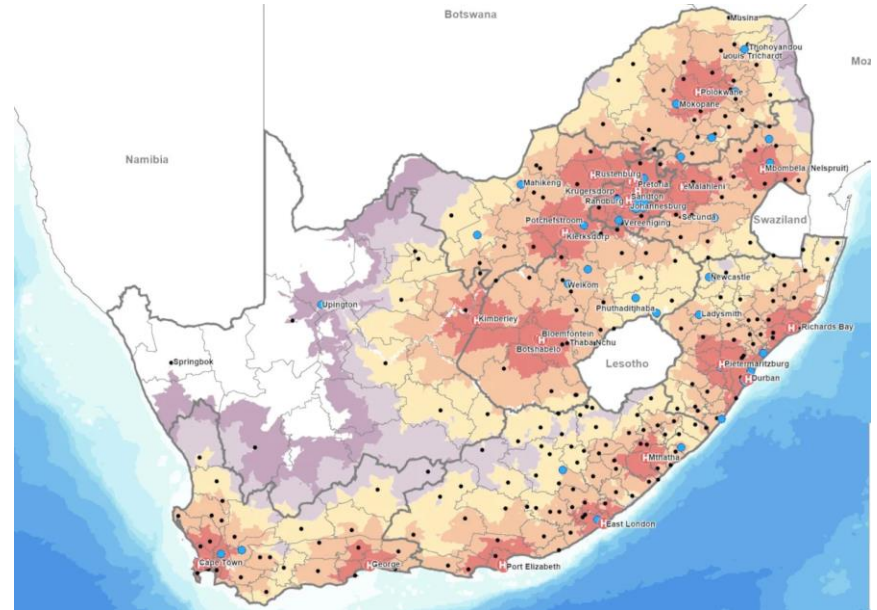 Botswana
Musina
Thohoyandou
Louis Trichardt
Moz
Polokwane
Mokopane
Namibia
Mbombela (Nelspruit)
Rustenburg
Mahikeng
Pretoria
eMalahleni
Krugersdorp
Sandton
Randburg
Johannesburg
Potchefstroom
Vereeniging
Secunda
Swaziland
Klerksdorp
Newcastle
Welkom
Upington
Phuthaditjhaba
Ladysmith
Kimberley
Richards Bay
Bloemfontein
Thaba Nchu
Botshabelo
Springbok
Lesotho
Pietermaritzburg
Durban
Mthatha
East London
Cape Town
George
Port Elizabeth